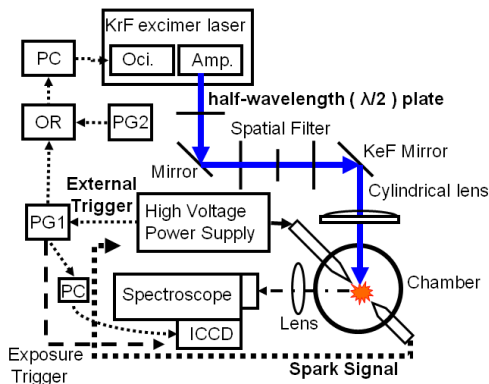 KrF excimer laser
PC
Oci.
Amp.
half-wavelength ( λ/2 ) plate
OR
PG2
Spatial Filter
Mirror
KeF Mirror
External
Trigger
Cylindrical lens
PG1
High Voltage
Power Supply
Chamber
PC
Spectroscope
Lens
ICCD
Exposure
Trigger
Spark Signal